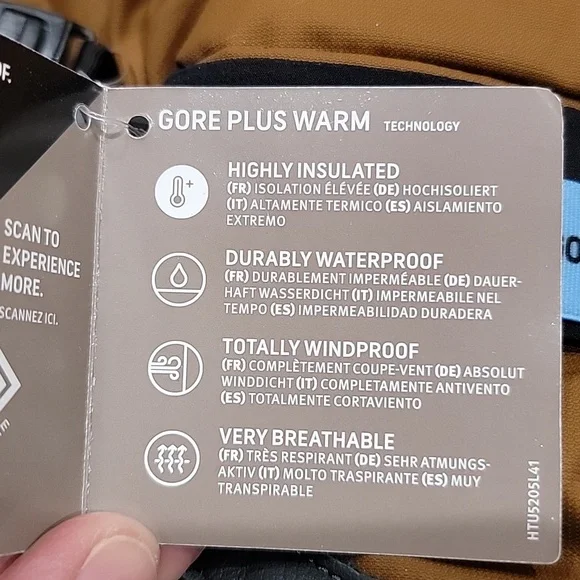 OF.
SCAN TO
EXPERIENCE
MORE.
SCANNEZ ICI.
GORE PLUS WARM TECHNOLOGY
HIGHLY INSULATED
(FR) ISOLATION ÉLÉVÉE (DE) HOCHISOLIERT
(IT) ALTAMENTE TERMICO (ES) AISLAMIENTO
EXTREMO
DURABLY WATERPROOF
(FR) DURABLEMENT IMPERMÉABLE (DE) DAUER-
HAFT WASSERDICHT (IT) IMPERMEABILE NEL
TEMPO (ES) IMPERMEABILIDAD DURADERA
TOTALLY WINDPROOF
(FR) COMPLÈTEMENT COUPE-VENT (DE) ABSOLUT
WINDDICHT (IT) COMPLETAMENTE ANTIVENTO
(ES) TOTALMENTE CORTAVIENTO
VERY BREATHABLE
(FR) TRÈS RESPIRANT (DE) SEHR ATMUNGS-
AKTIV (IT) MOLTO TRASPIRANTE (ES) MUY
TRANSPIRABLE
HTU5205L41